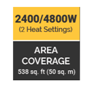 2400/4800W
(2 Heat Settings)
AREA
COVERAGE
538 sq. ft (50 sq. m)